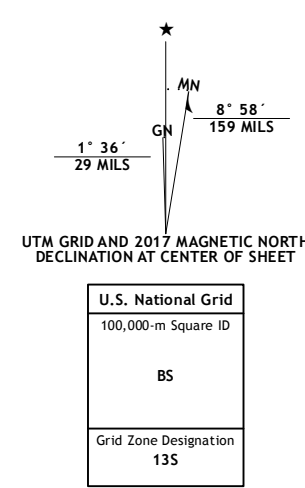 MN
GN
8° 58´
159 MILS
1° 36´
29 MILS
UTM GRID AND 2017 MAGNETIC NORTH
DECLINATION AT CENTER OF SHEET
U.S. National Grid
100,000-m Square ID
BS
Grid Zone Designation
13S